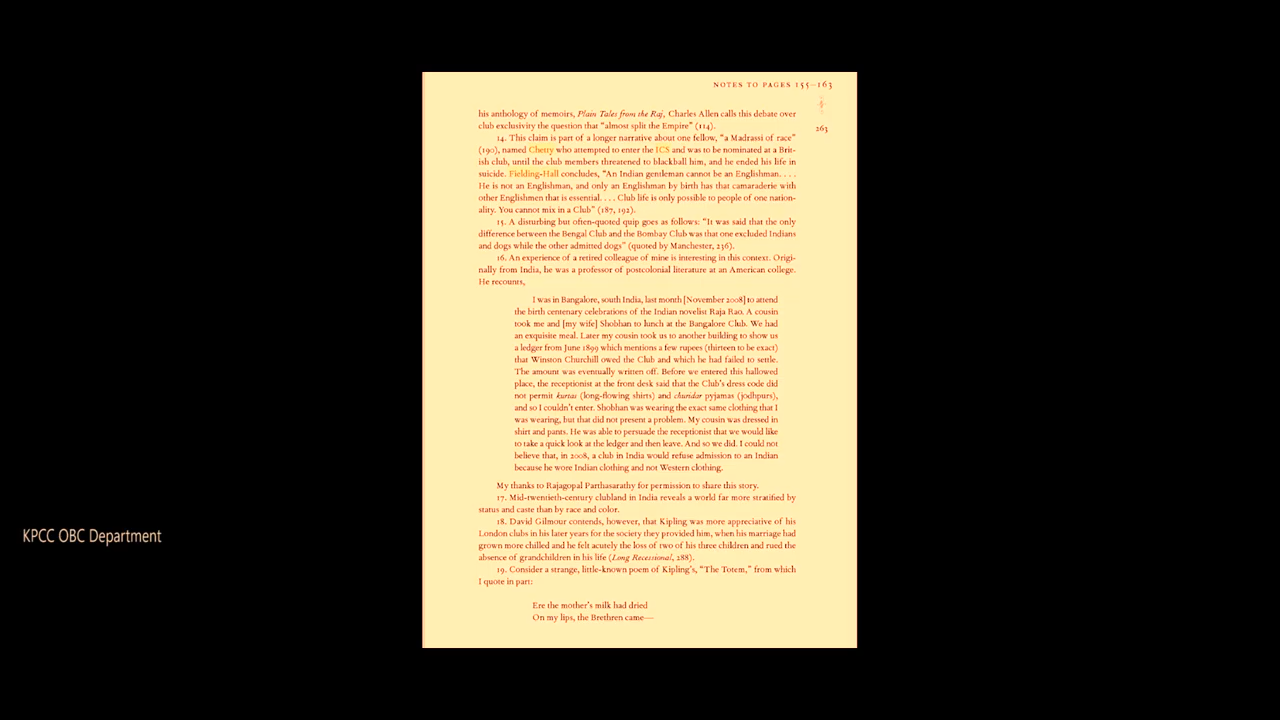 NOTES TO PAGES 155–163
263
his anthology of memoirs, Plain Tales from the Raj, Charles Allen calls this debate over
club exclusivity the question that “almost split the Empire” (114).
14. This claim is part of a longer narrative about one fellow, “a Madrassi of race”
(190), named Chetty who attempted to enter the ICS and was to be nominated at a Brit-
ish club, until the club members threatened to blackball him, and he ended his life in
suicide. Fielding-Hall concludes, “An Indian gentleman cannot be an Englishman. . . .
He is not an Englishman, and only an Englishman by birth has that camaraderie with
other Englishmen that is essential. . . . Club life is only possible to people of one nation-
ality. You cannot mix in a Club” (187, 192).
15. A disturbing but often-quoted quip goes as follows: “It was said that the only
difference between the Bengal Club and the Bombay Club was that one excluded Indians
and dogs while the other admitted dogs” (quoted by Manchester, 236).
16. An experience of a retired colleague of mine is interesting in this context. Origi-
nally from India, he was a professor of postcolonial literature at an American college.
He recounts,
I was in Bangalore, south India, last month [November 2008] to attend
the birth centenary celebrations of the Indian novelist Raja Rao. A cousin
took me and [my wife] Shobhan to lunch at the Bangalore Club. We had
an exquisite meal. Later my cousin took us to another building to show us
a ledger from June 1899 which mentions a few rupees (thirteen to be exact)
that Winston Churchill owed the Club and which he had failed to settle.
The amount was eventually written off. Before we entered this hallowed
place, the receptionist at the front desk said that the Club’s dress code did
not permit kurtas (long-flowing shirts) and churidar pyjamas (jodhpurs),
and so I couldn’t enter. Shobhan was wearing the exact same clothing that I
was wearing, but that did not present a problem. My cousin was dressed in
shirt and pants. He was able to persuade the receptionist that we would like
to take a quick look at the ledger and then leave. And so we did. I could not
believe that, in 2008, a club in India would refuse admission to an Indian
because he wore Indian clothing and not Western clothing.
My thanks to Rajagopal Parthasarathy for permission to share this story.
17. Mid-twentieth-century clubland in India reveals a world far more stratified by
status and caste than by race and color.
18. David Gilmour contends, however, that Kipling was more appreciative of his
London clubs in his later years for the society they provided him, when his marriage had
grown more chilled and he felt acutely the loss of two of his three children and rued the
absence of grandchildren in his life (Long Recessional, 288).
19. Consider a strange, little-known poem of Kipling’s, “The Totem,” from which
I quote in part:
Ere the mother’s milk had dried
On my lips, the Brethren came—
KPCC OBC Department